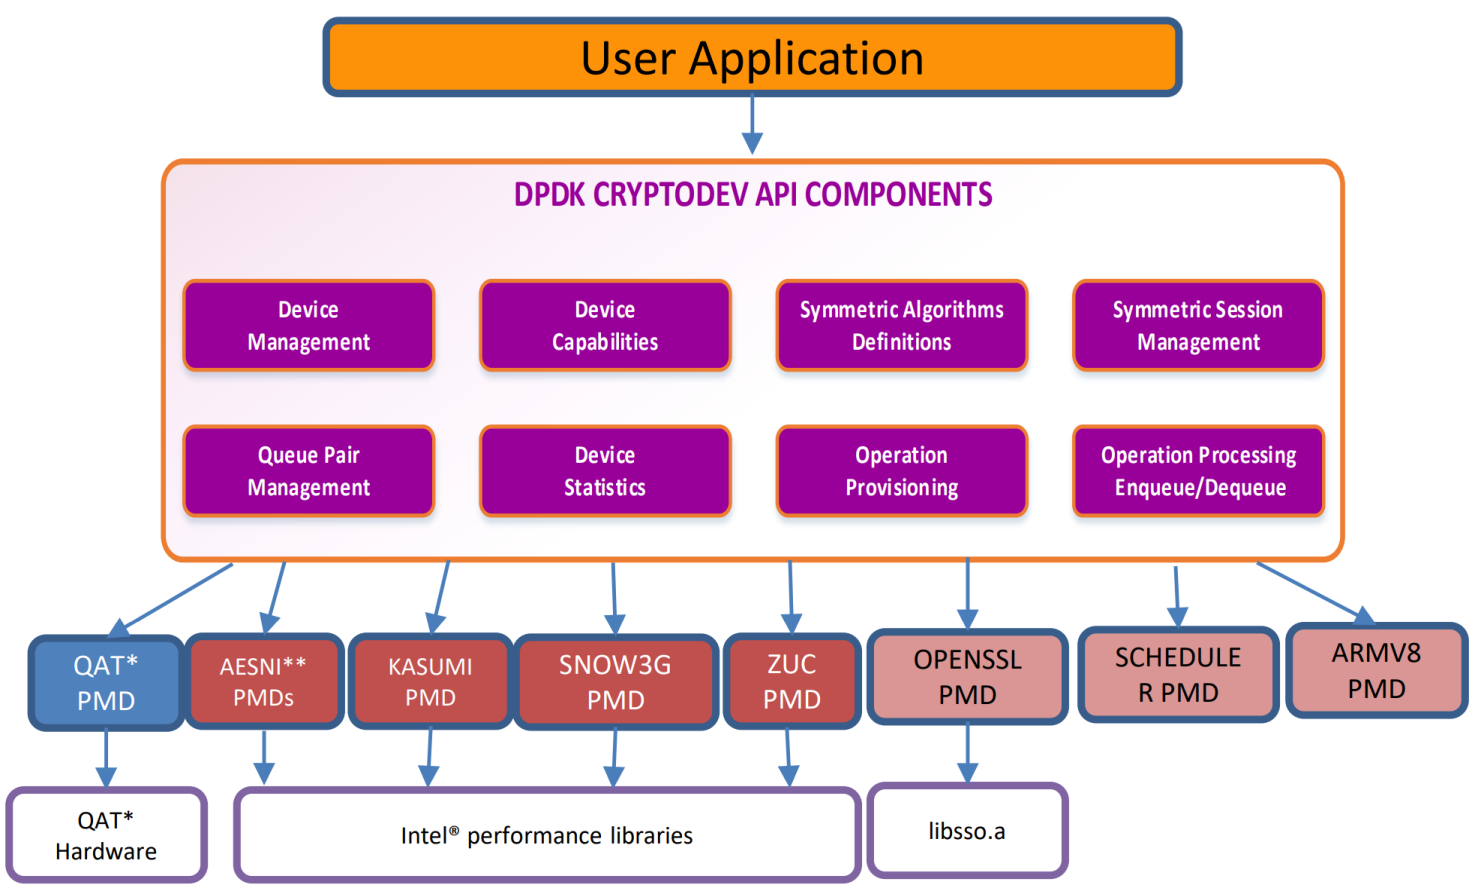 User Application
DPDK CRYPTODEV API COMPONENTS
Device
Management
Device
Capabilities
Symmetric Algorithms
Definitions
Symmetric Session
Management
Queue Pair
Management
Device
Statistics
Operation
Provisioning
Operation Processing
Enqueue/Dequeue
QAT*
PMD
AESNI**
PMDs
KASUMI
PMD
SNOW3G
PMD
ZUC
PMD
OPENSSL
PMD
SCHEDULE
R PMD
ARMV8
PMD
QAT*
Hardware
Intel® performance libraries
libsso.a